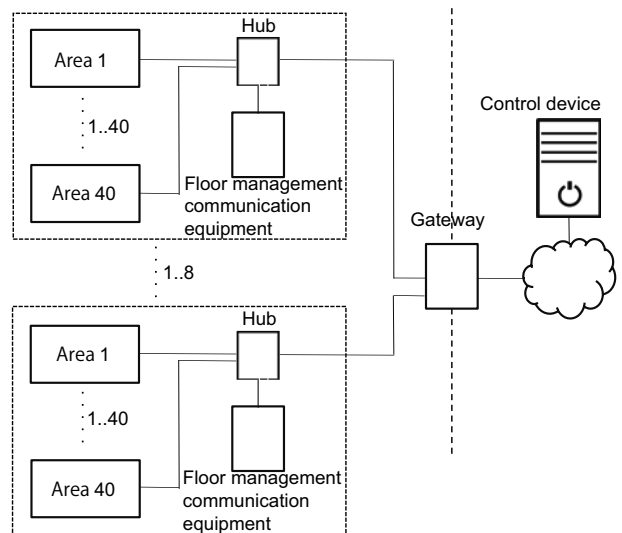 Hub
Area 1
1..40
Area 40
Floor management
communication
equipment
1..8
Hub
Area 1
1..40
Area 40
Floor management
communication
equipment
Gateway
Control device